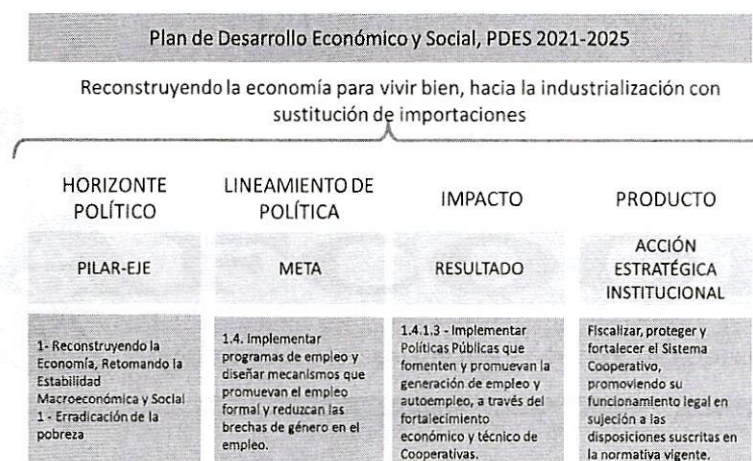 Plan de Desarrollo Económico y Social, PDES 2021-2025
Reconstruyendo la economía para vivir bien, hacia la industrialización con
sustitución de importaciones
HORIZONTE
POLÍTICO
LINEAMIENTO DE
POLÍTICA
IMPACTO
PRODUCTO
PILAR-EJE
META
RESULTADO
ACCIÓN
ESTRATÉGICA
INSTITUCIONAL
1- Reconstruyendo la
Economía, Retomando la
Estabilidad
Macroeconómica y Social
1 - Erradicación de la
pobreza
1.4. Implementar
programas de empleo y
diseñar mecanismos que
promuevan el empleo
formal y reduzcan las
brechas de género en el
empleo.
1.4.1.3 - Implementar
Políticas Públicas que
fomenten y promuevan la
generación de empleo y
autoempleo, a través del
fortalecimiento
económico y técnico de
Cooperativas.
Fiscalizar, proteger y
fortalecer el Sistema
Cooperativo,
promoviendo su
funcionamiento legal en
sujeción a las
disposiciones suscritas en
la normativa vigente.